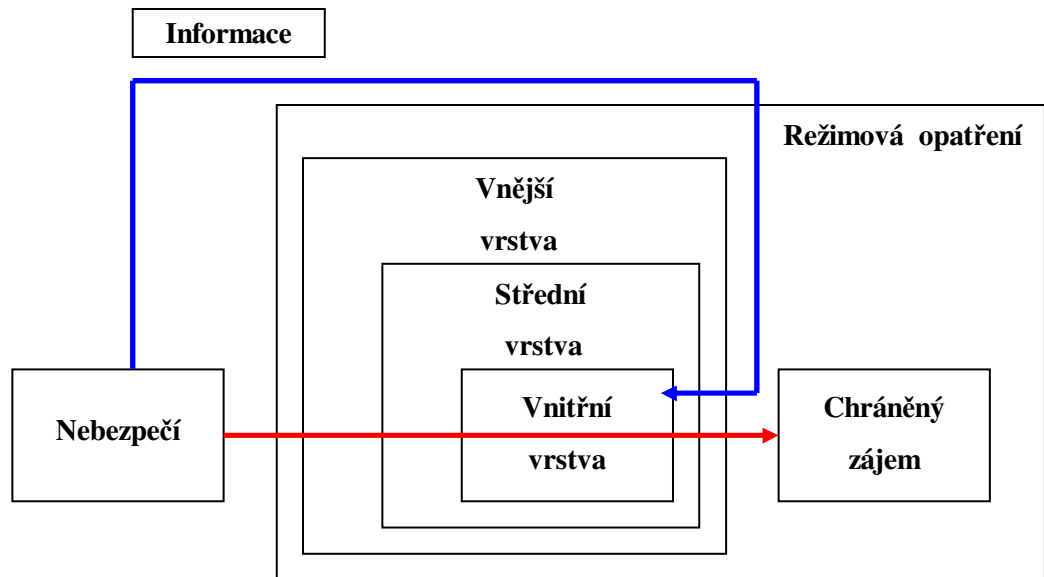 Informace
Režimová opatření
Vnější
vrstva
Střední
vrstva
Nebezpečí
Vnitřní
vrstva
Chráněný
zájem